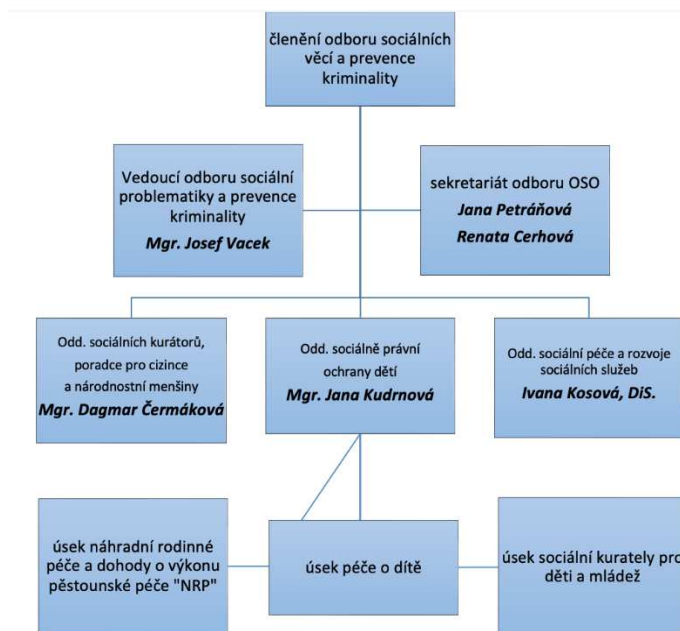 členění odboru sociálních
věcí a prevence
kriminality
Vedoucí odboru sociální
problematiky a prevence
kriminality
Mgr. Josef Vacek
sekretariát odboru OSO
Jana Petráňová
Renata Cerhová
Odd. sociálních kurátorů,
poradce pro cizince
a národnostní menšiny
Mgr. Dagmar Čermáková
Odd. sociálně právní
ochrany dětí
Mgr. Jana Kudrnová
Odd. sociální péče a rozvoje
sociálních služeb
Ivana Kosová, DiS.
úsek náhradní rodinné
péče a dohody o výkonu
pěstounské péče "NRP"
úsek péče o dítě
úsek sociální kurately pro
děti a mládež